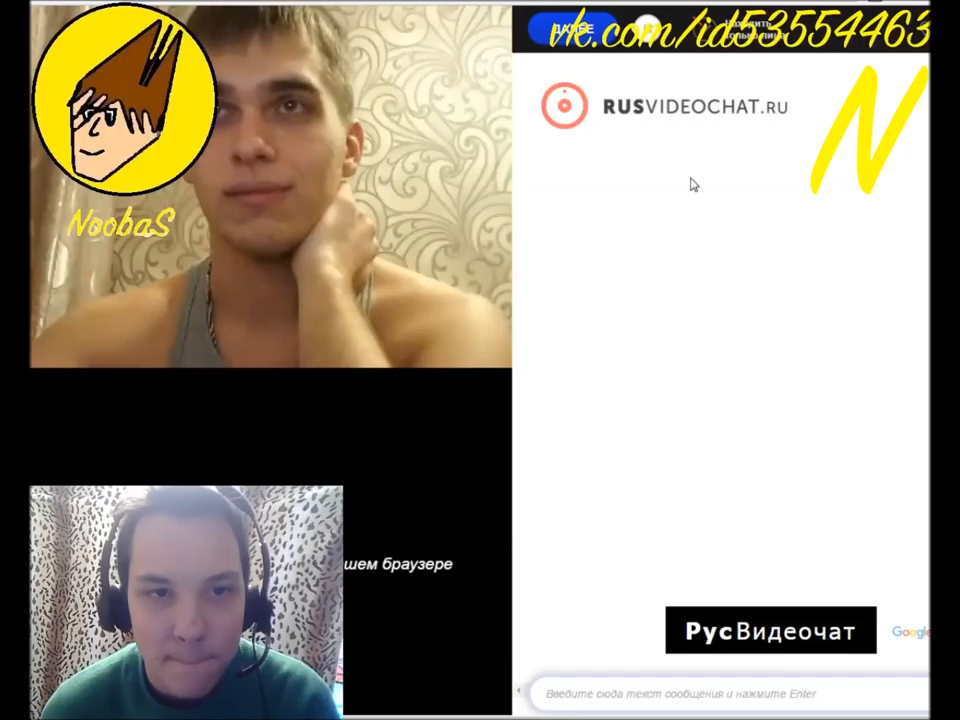 vk.com/id53554463
RUSVIDEOCHAT.RU
N
NoobaS
шем браузере
РусВидеочат
Google
Введите сюда текст сообщения и нажмите Enter